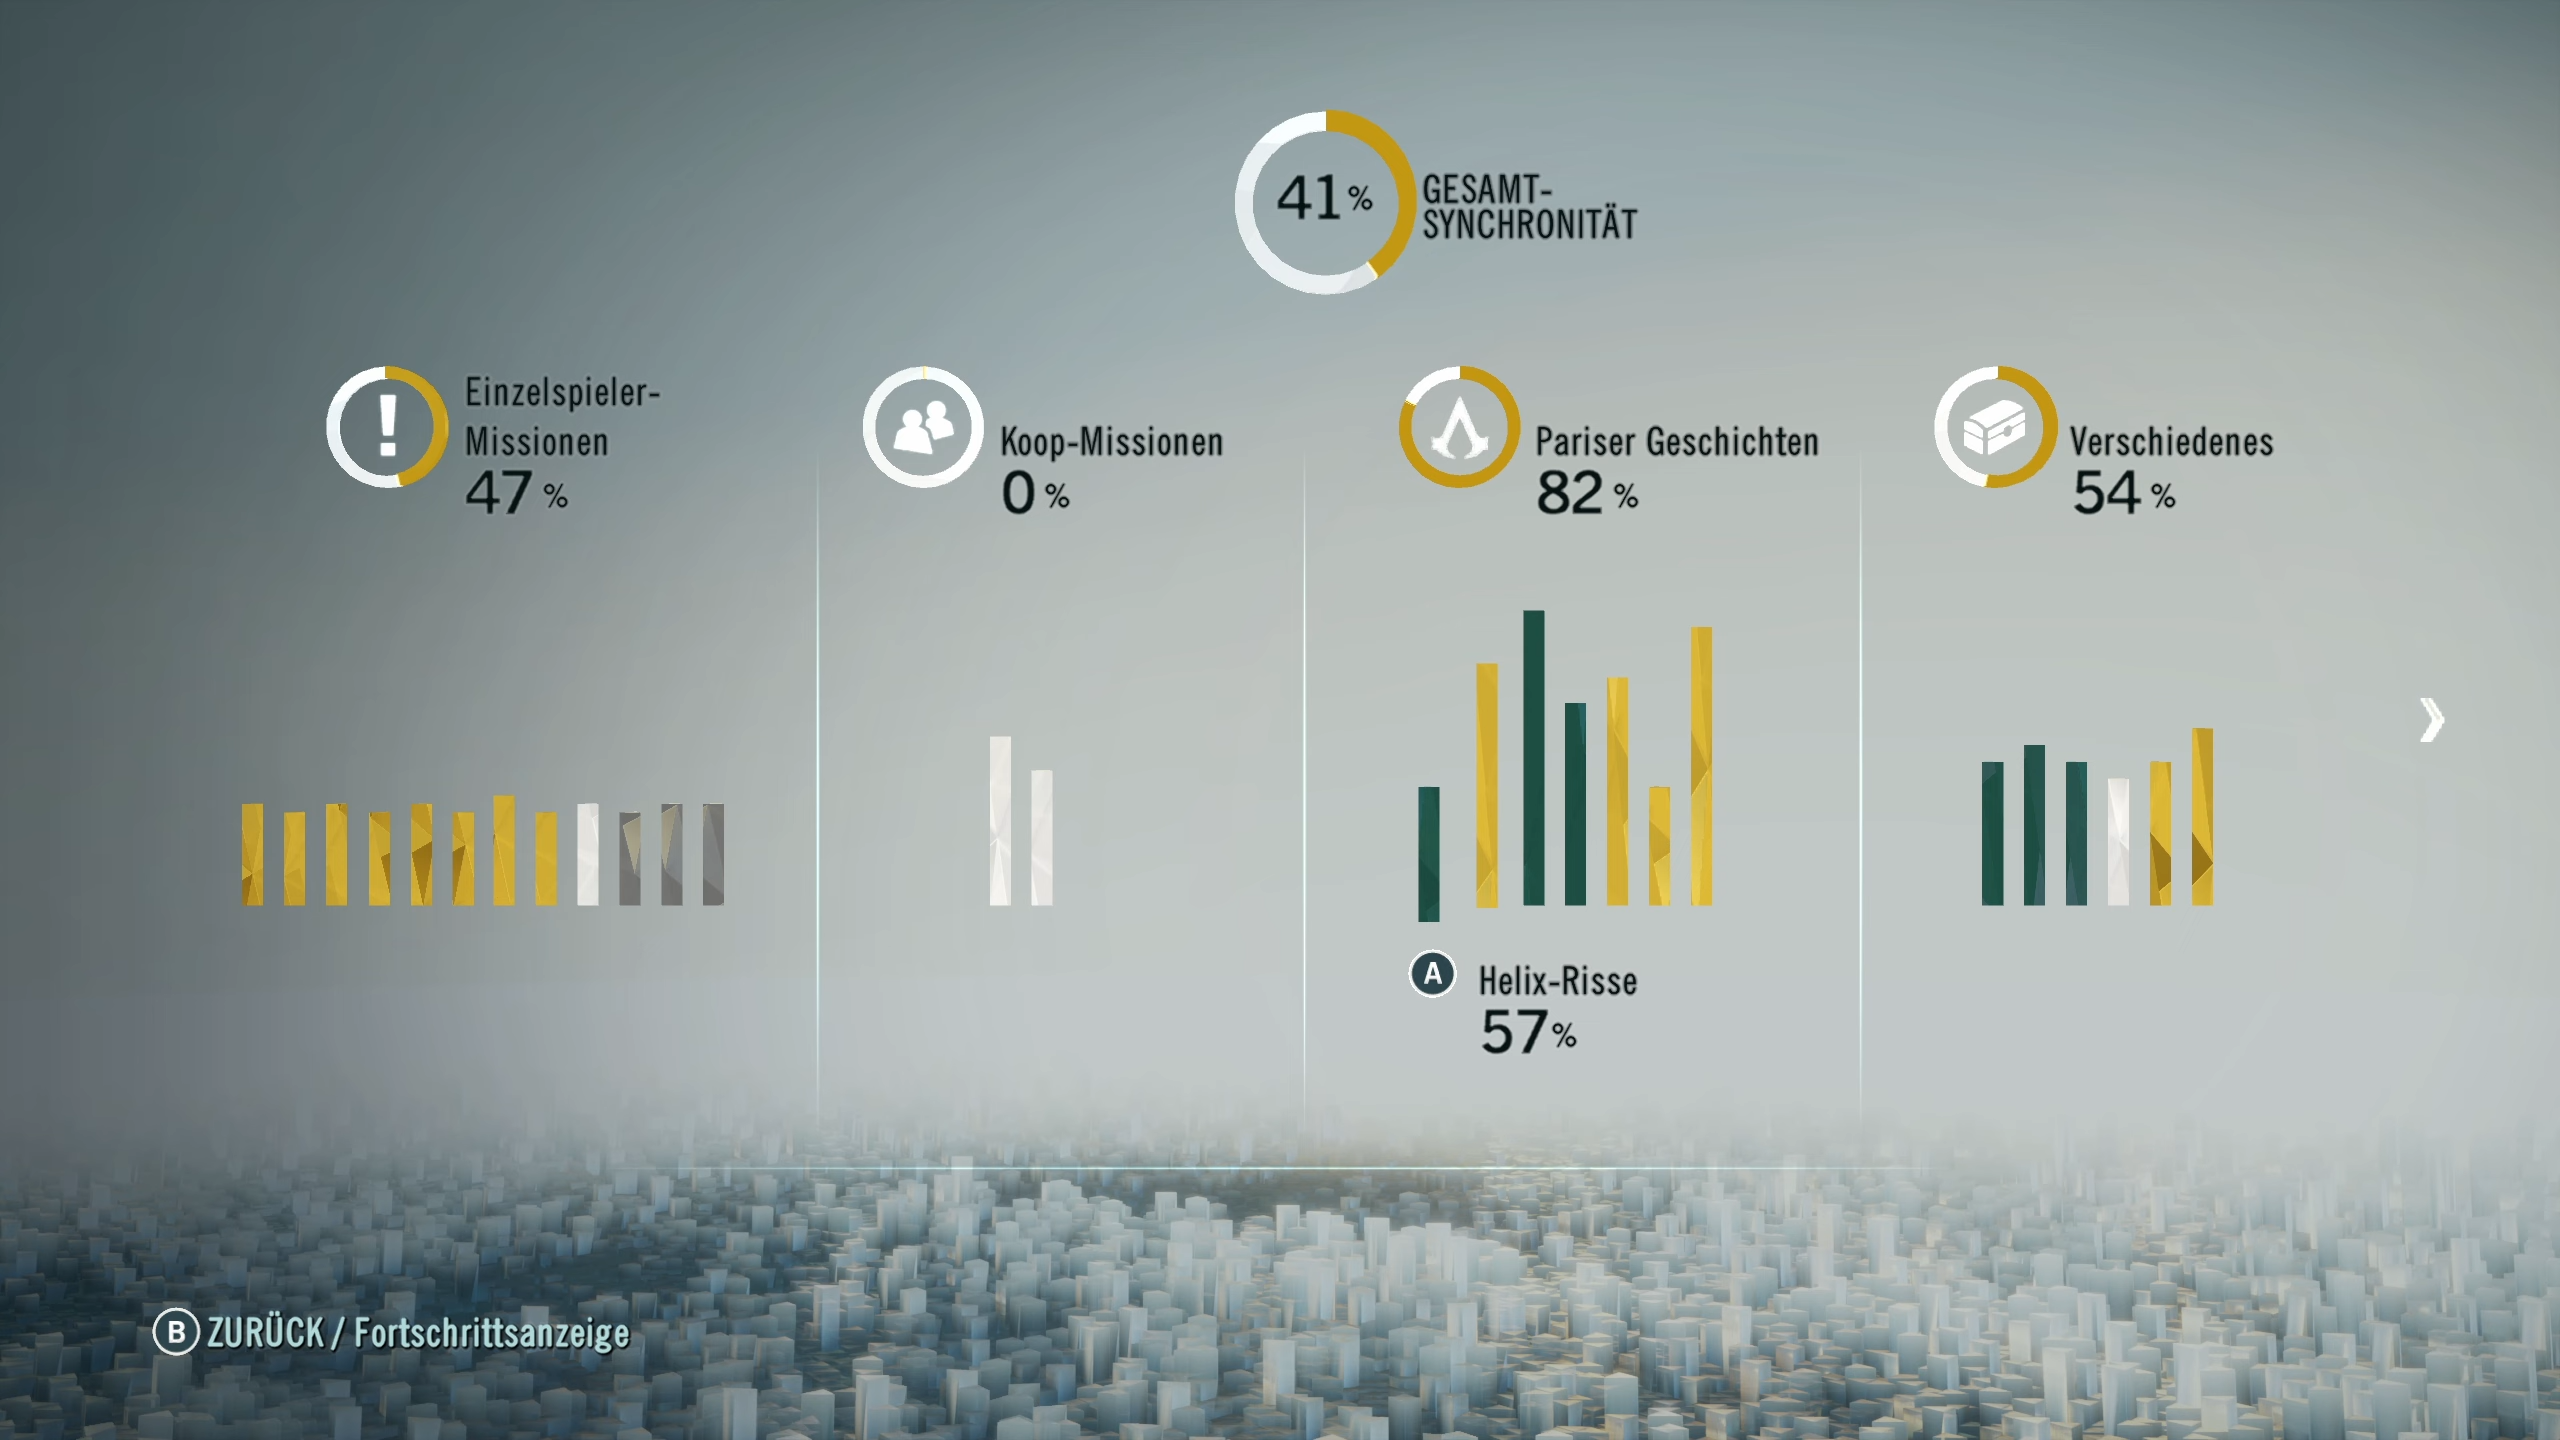 41%
GESAMT-
SYNCHRONITÄT
Einzelspieler-
Missionen
47 %
Koop-Missionen
0 %
Pariser Geschichten
82 %
Verschiedenes
54 %
A Helix-Risse
57%
B ZURÜCK / Fortschrittsanzeige